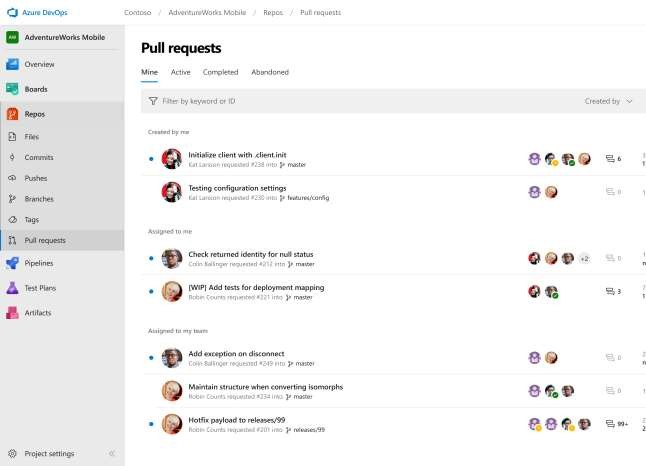 Azure DevOps
Contoso / AdventureWorks Mobile / Repos / Pull requests
AW AdventureWorks Mobile
Overview
Boards
Repos
Files
Commits
Pushes
Branches
Tags
Pull requests
Pipelines
Test Plans
Artifacts
Project settings
Pull requests
Mine Active Completed Abandoned
Filter by keyword or ID Created by
Created by me
Initialize client with .client.init 6
Kat Larsson requested #238 into master
Testing configuration settings 0
Kat Larsson requested #230 into features/config
Assigned to me
Check returned identity for null status +2 0
Colin Ballinger requested #212 into master
[WIP] Add tests for deployment mapping 3
Robin Counts requested #221 into master
Assigned to my team
Add exception on disconnect 0
Colin Ballinger requested #249 into master
Maintain structure when converting isomorphs 0
Robin Counts requested #234 into master
Hotfix payload to releases/99 99+
Robin Counts requested #201 into releases/99